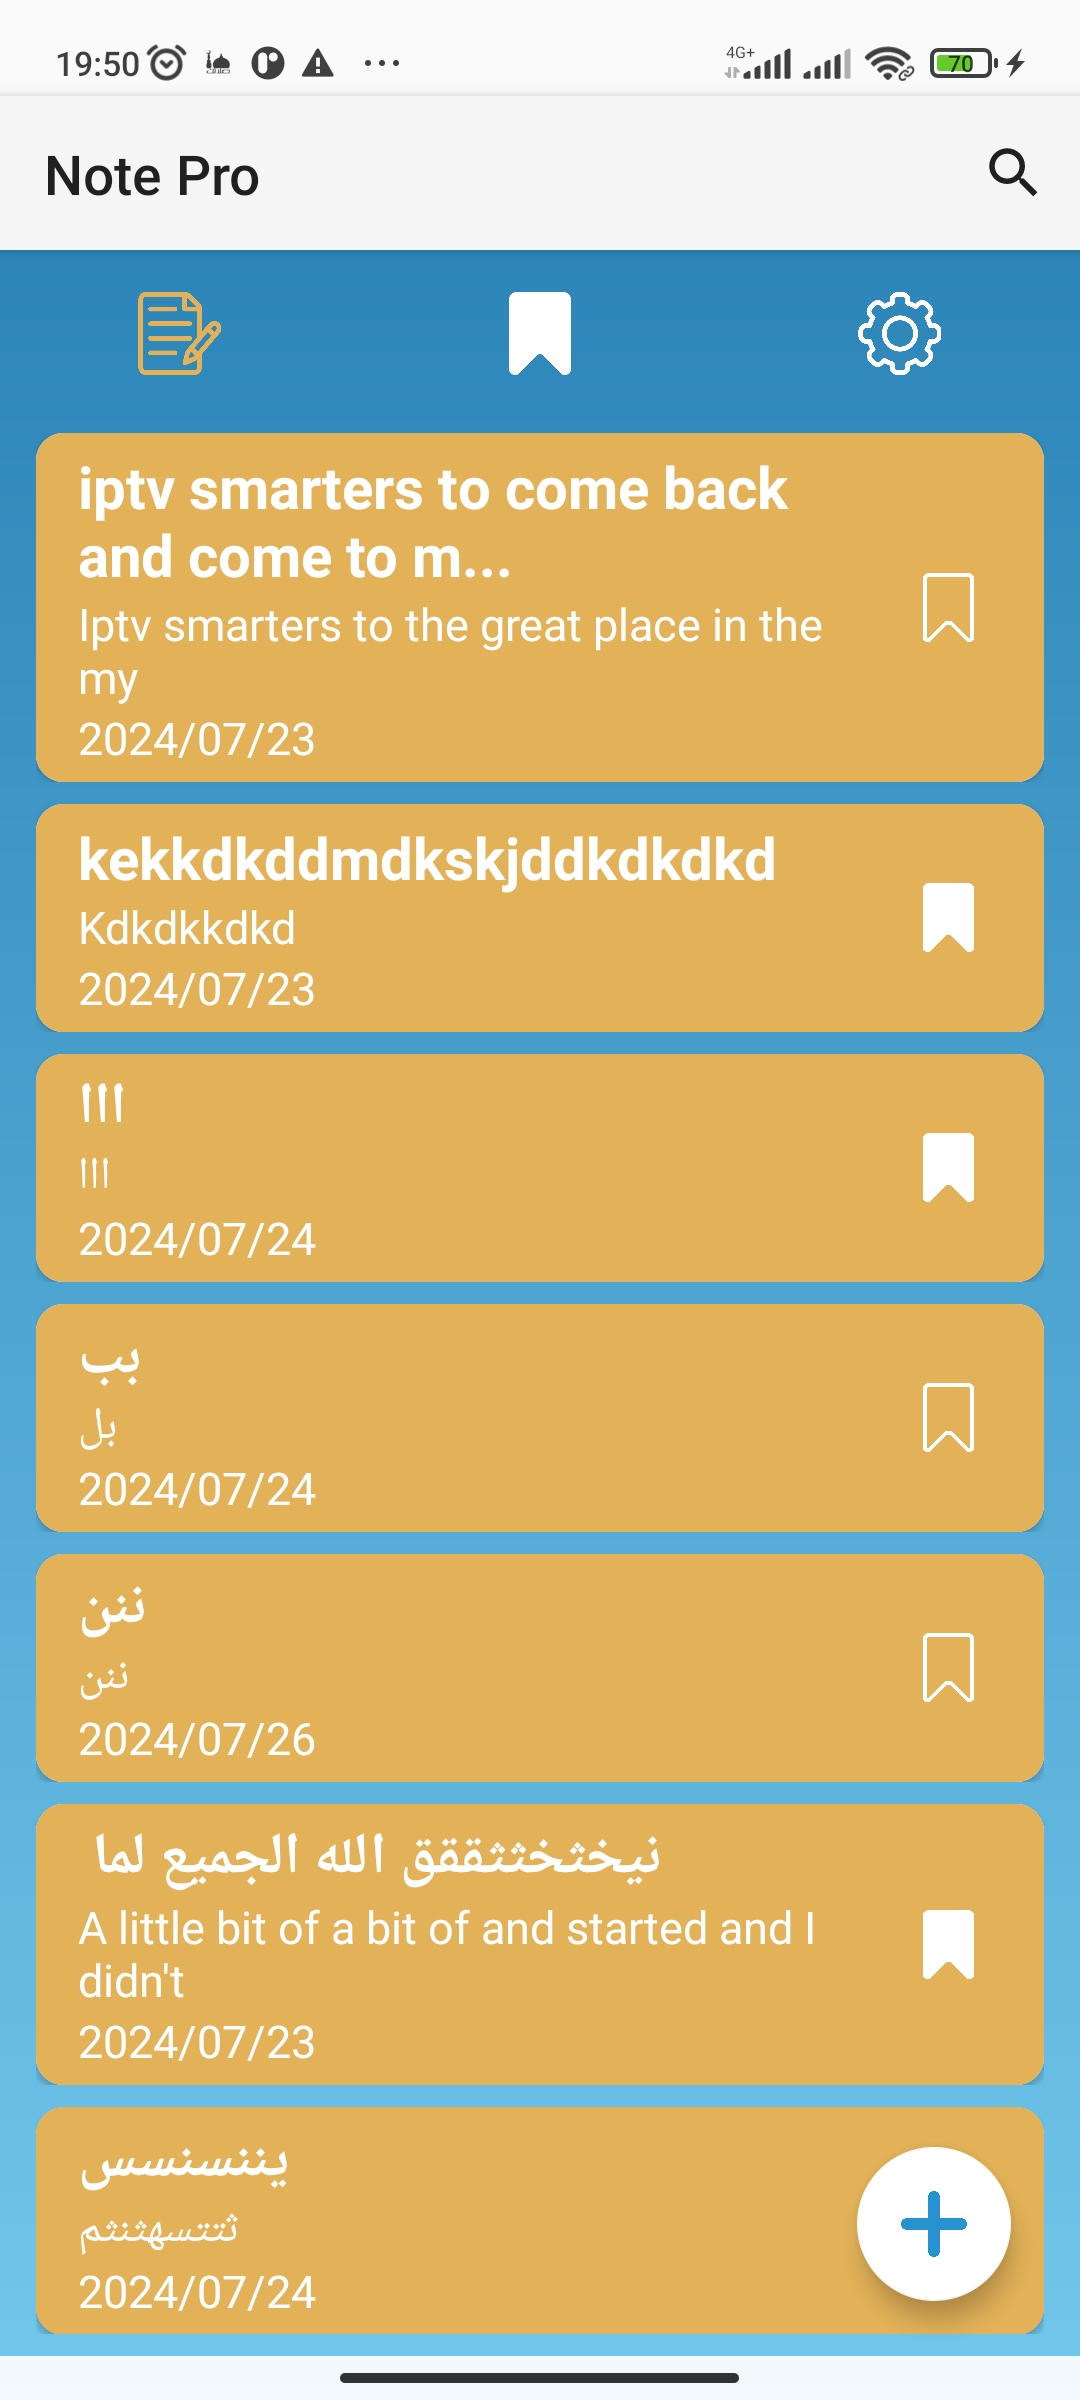 19:50
4G+
70
Note Pro
iptv smarters to come back
and come to m...
Iptv smarters to the great place in the
my
2024/07/23
kekkdkddmdkskjddkdkdkd
Kdkdkkdkd
2024/07/23
ااا
ااا
2024/07/24
بب
بل
2024/07/24
ننن
ننن
2024/07/26
نيخثخثثققق الله الجميع لما
A little bit of a bit of and started and I
didn't
2024/07/23
يننسنسس
ثتتسهثنثم
2024/07/24